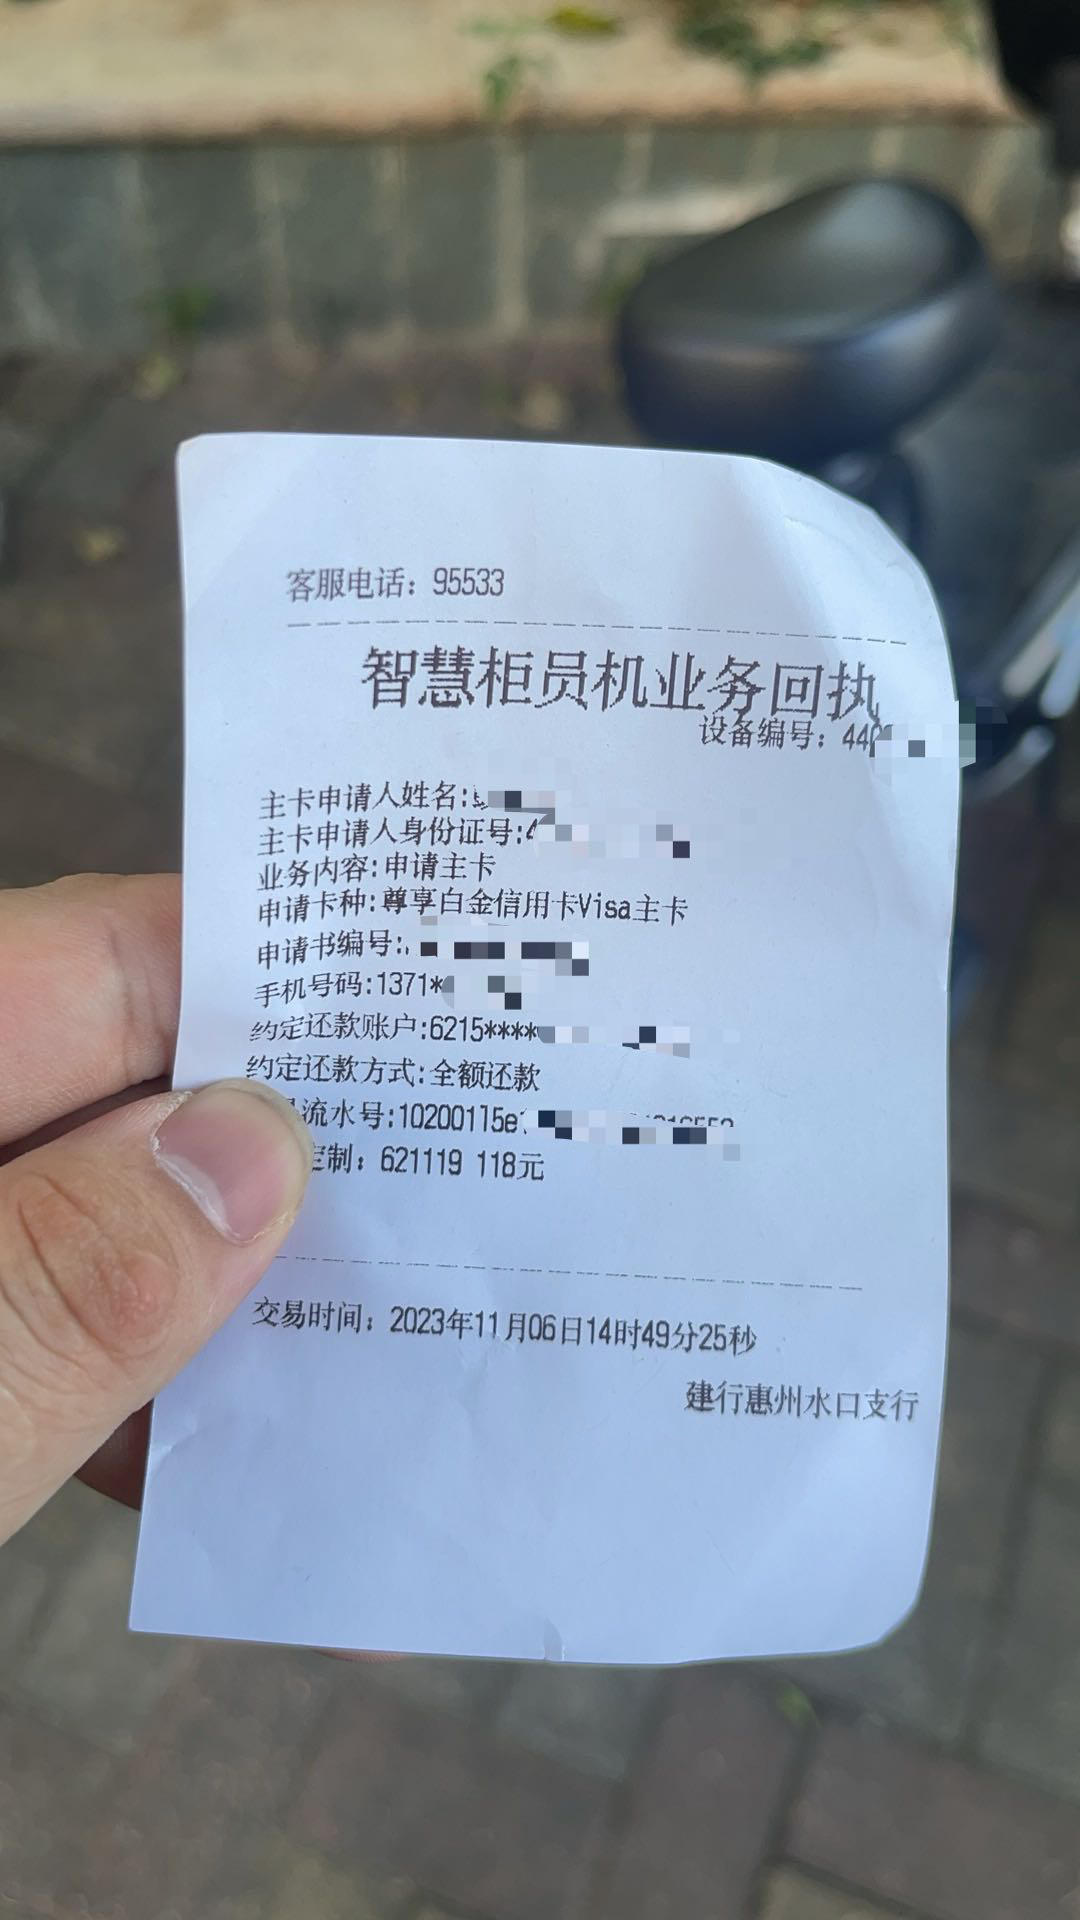 客服电话：95533
智慧柜员机业务回执
设备编号：440
主卡申请人姓名:
主卡申请人身份证号:4
业务内容:申请主卡
申请卡种:尊享白金信用卡Visa主卡
申请书编号:
手机号码:1371*
约定还款账户:6215****
约定还款方式:全额还款
流水号:10200115e
定制：621119 118元
交易时间：2023年11月06日14时49分25秒
建行惠州水口支行